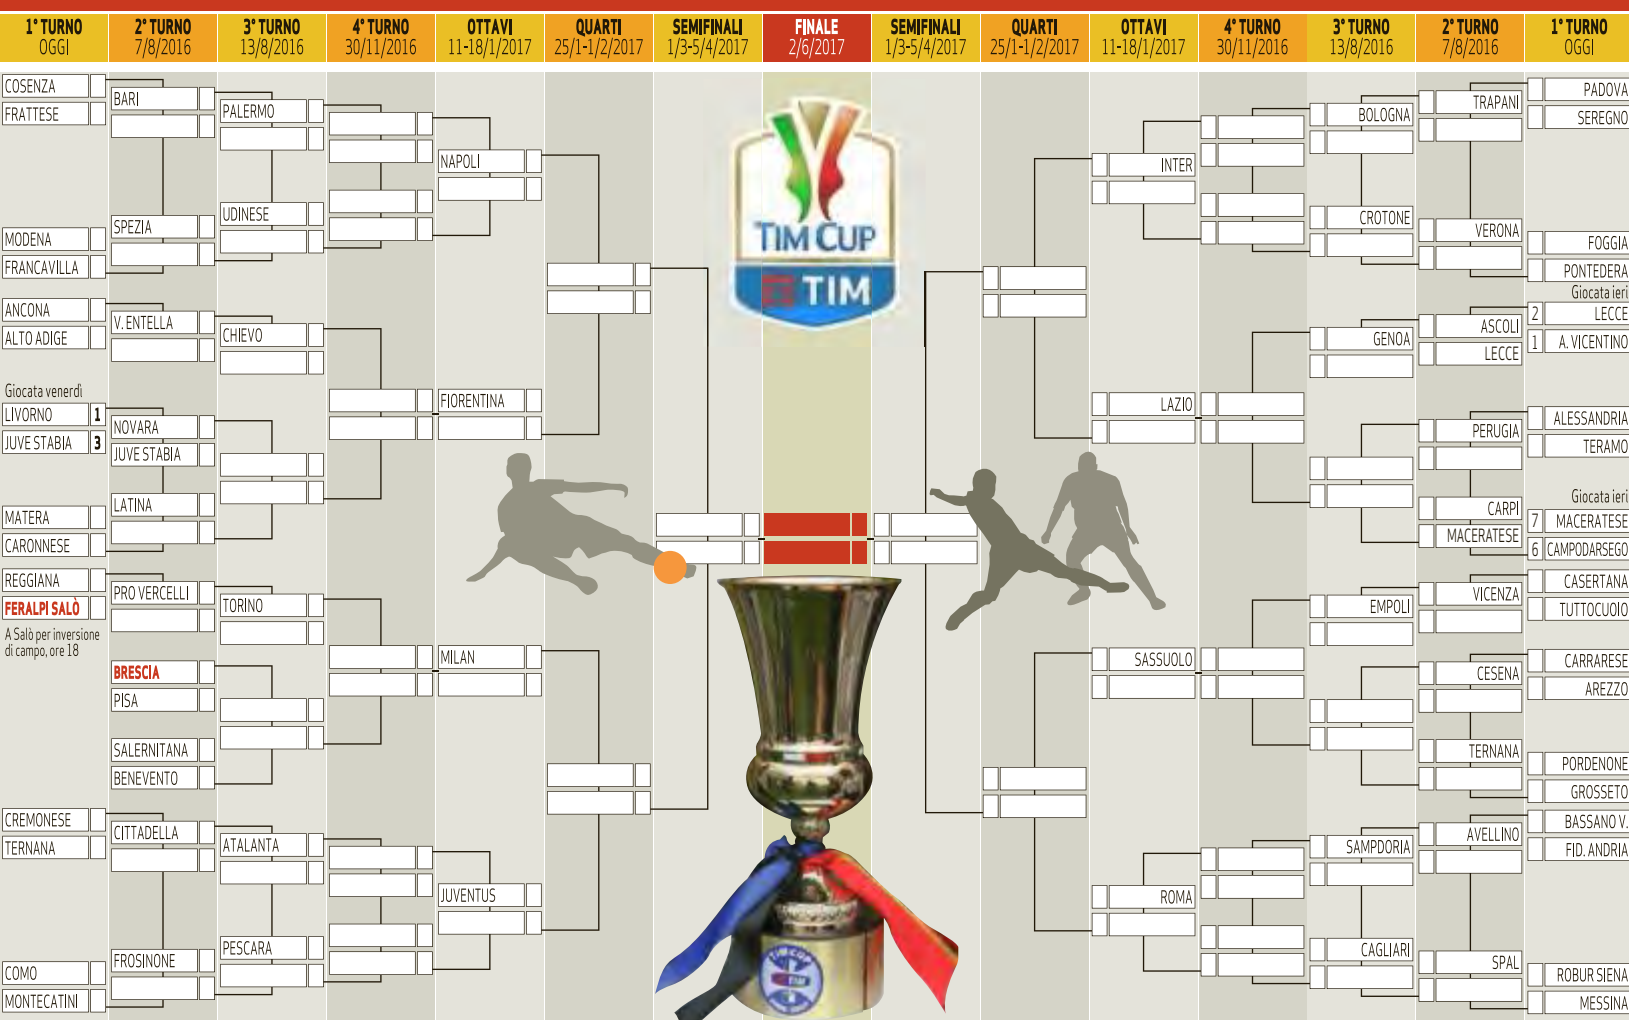 1° TURNO
OGGI
2° TURNO
7/8/2016
3° TURNO
13/8/2016
4° TURNO
30/11/2016
OTTAVI
11-18/1/2017
QUARTI
25/1-1/2/2017
SEMIFINALI
1/3-5/4/2017
FINALE
2/6/2017
SEMIFINALI
1/3-5/4/2017
QUARTI
25/1-1/2/2017
OTTAVI
11-18/1/2017
4° TURNO
30/11/2016
3° TURNO
13/8/2016
2° TURNO
7/8/2016
1° TURNO
OGGI
COSENZA
FRATTESE
MODENA
FRANCAVILLA
ANCONA
ALTO ADIGE
Giocata venerdì
LIVORNO 1
JUVE STABIA 3
MATERA
CARONNESE
REGGIANA
FERALPI SALÒ
A Salò per inversione
di campo, ore 18
CREMONESE
TERNANA
COMO
MONTECATINI
BARI
SPEZIA
V. ENTELLA
NOVARA
JUVE STABIA
LATINA
PRO VERCELLI
BRESCIA
PISA
SALERNITANA
BENEVENTO
CITTADELLA
FROSINONE
PALERMO
UDINESE
CHIEVO
TORINO
ATALANTA
PESCARA
NAPOLI
FIORENTINA
MILAN
JUVENTUS
TIM CUP
TIM
INTER
LAZIO
SASSUOLO
ROMA
BOLOGNA
CROTONE
GENOA
EMPOLI
SAMPDORIA
CAGLIARI
TRAPANI
VERONA
ASCOLI
LECCE
PERUGIA
CARPI
MACERATESE
VICENZA
CESENA
TERNANA
AVELLINO
SPAL
PADOVA
SEREGNO
FOGGIA
PONTEDERA
Giocata ieri
2 LECCE
1 A. VICENTINO
ALESSANDRIA
TERAMO
Giocata ieri
7 MACERATESE
6 CAMPODARSEGO
CASERTANA
TUTTOCUOIO
CARRARESE
AREZZO
PORDENONE
GROSSETO
BASSANO V.
FID. ANDRIA
ROBUR SIENA
MESSINA